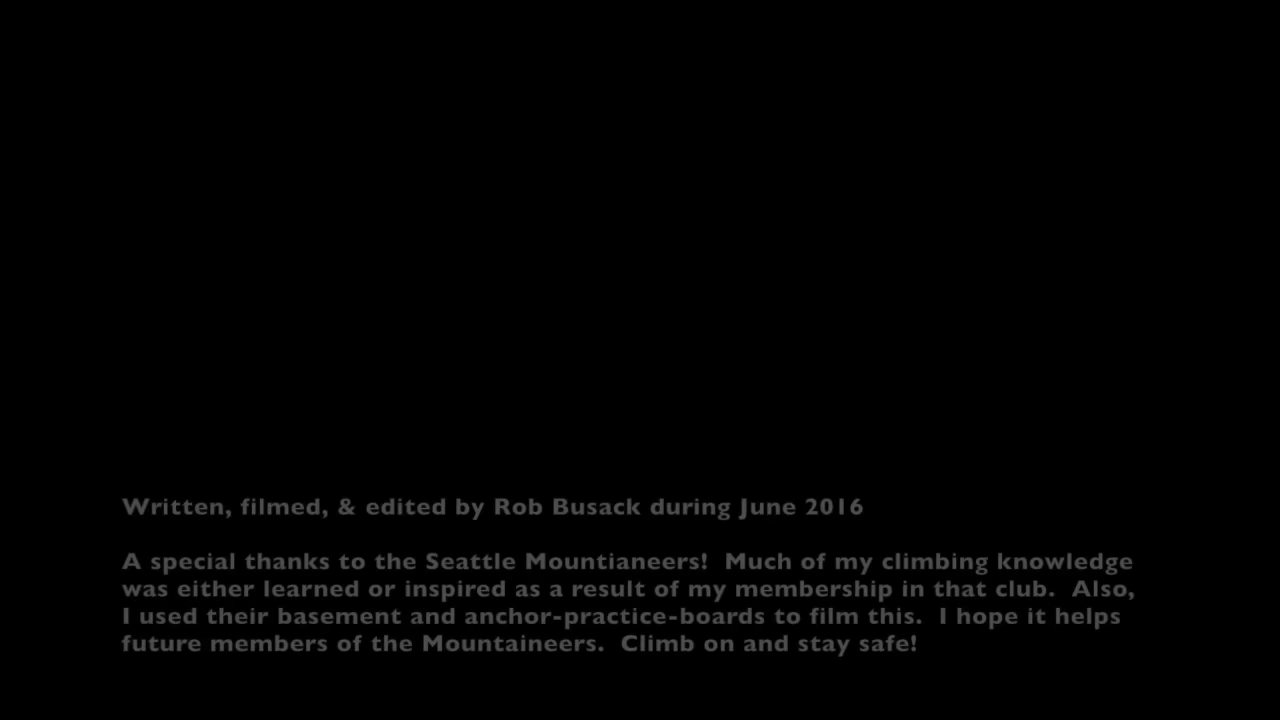 Written, filmed, & edited by Rob Busack during June 2016
A special thanks to the Seattle Mountianeers!  Much of my climbing knowledge
was either learned or inspired as a result of my membership in that club.  Also,
I used their basement and anchor-practice-boards to film this.  I hope it helps
future members of the Mountaineers.  Climb on and stay safe!